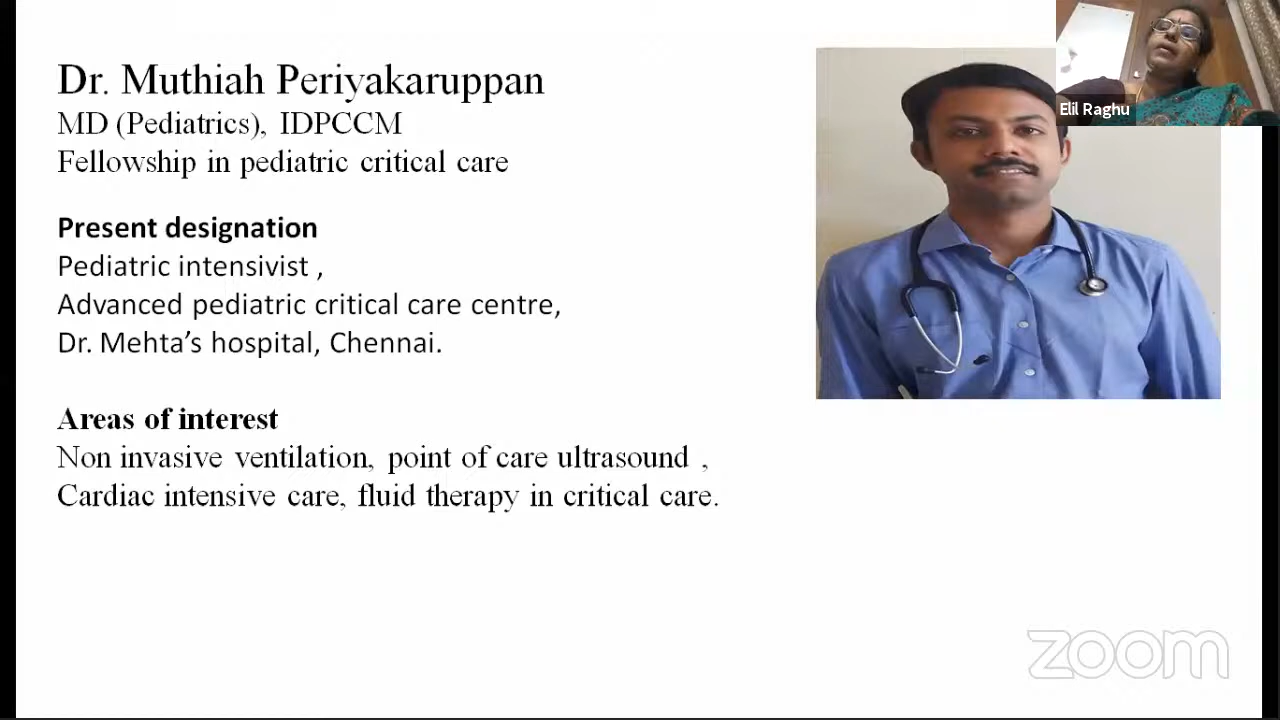 Dr. Muthiah Periyakaruppan
MD (Pediatrics), IDPCCM
Fellowship in pediatric critical care
Present designation
Pediatric intensivist ,
Advanced pediatric critical care centre,
Dr. Mehta's hospital, Chennai.
Areas of interest
Non invasive ventilation, point of care ultrasound ,
Cardiac intensive care, fluid therapy in critical care.
Elil Raghu
zoom